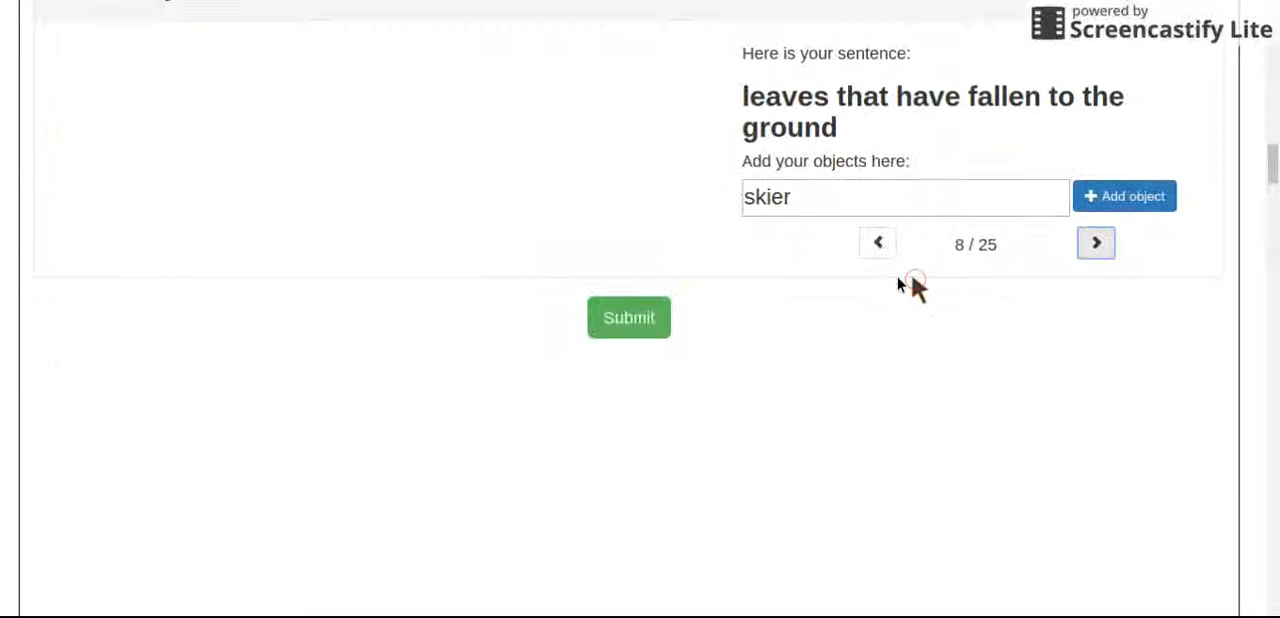 powered by
Screencastify Lite
Here is your sentence:
leaves that have fallen to the
ground
Add your objects here:
skier
+ Add object
8 / 25
Submit